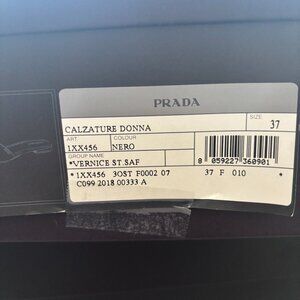 PRADA
CALZATURE DONNA
SIZE 37
ART. COLOUR
1XX456 NERO
GROUP NAME
*VERNICE ST.SAF
8 059227 360901
* 1XX456 3OST F0002 07 37 F 010 *
C099 2018 00333 A